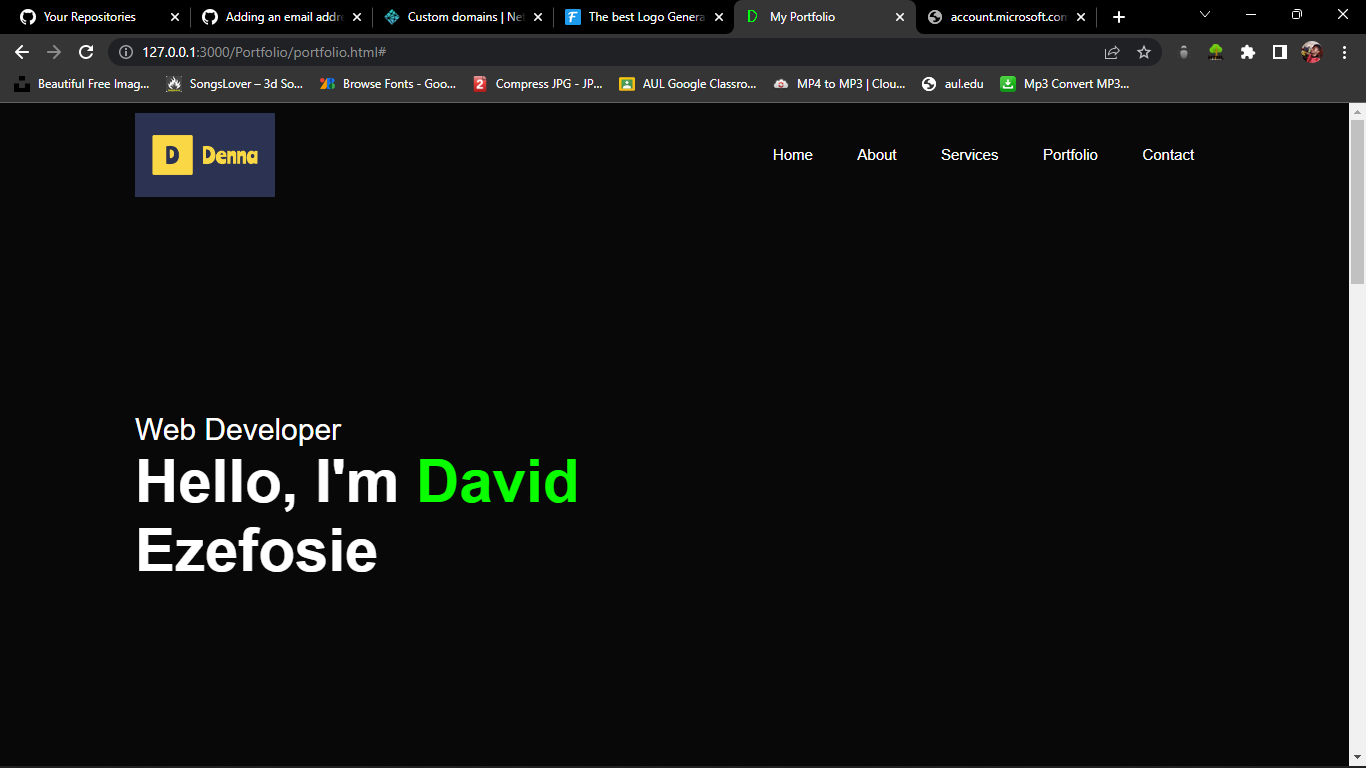 Your Repositories
Adding an email addre
Custom domains | Net
The best Logo Genera
D My Portfolio
account.microsoft.com
127.0.0.1:3000/Portfolio/portfolio.html#
Beautiful Free Imag...
SongsLover – 3d So...
Browse Fonts - Goo...
2 Compress JPG - JP...
AUL Google Classro...
MP4 to MP3 | Clou...
aul.edu
Mp3 Convert MP3...
D Denna
Home
About
Services
Portfolio
Contact
Web Developer
Hello, I'm David
Ezefosie